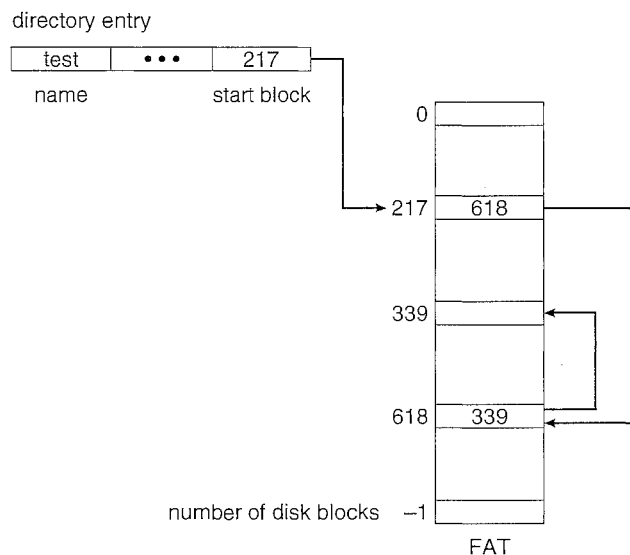 directory entry
test ••• 217
name start block
0
217 618
339
618 339
number of disk blocks –1
FAT